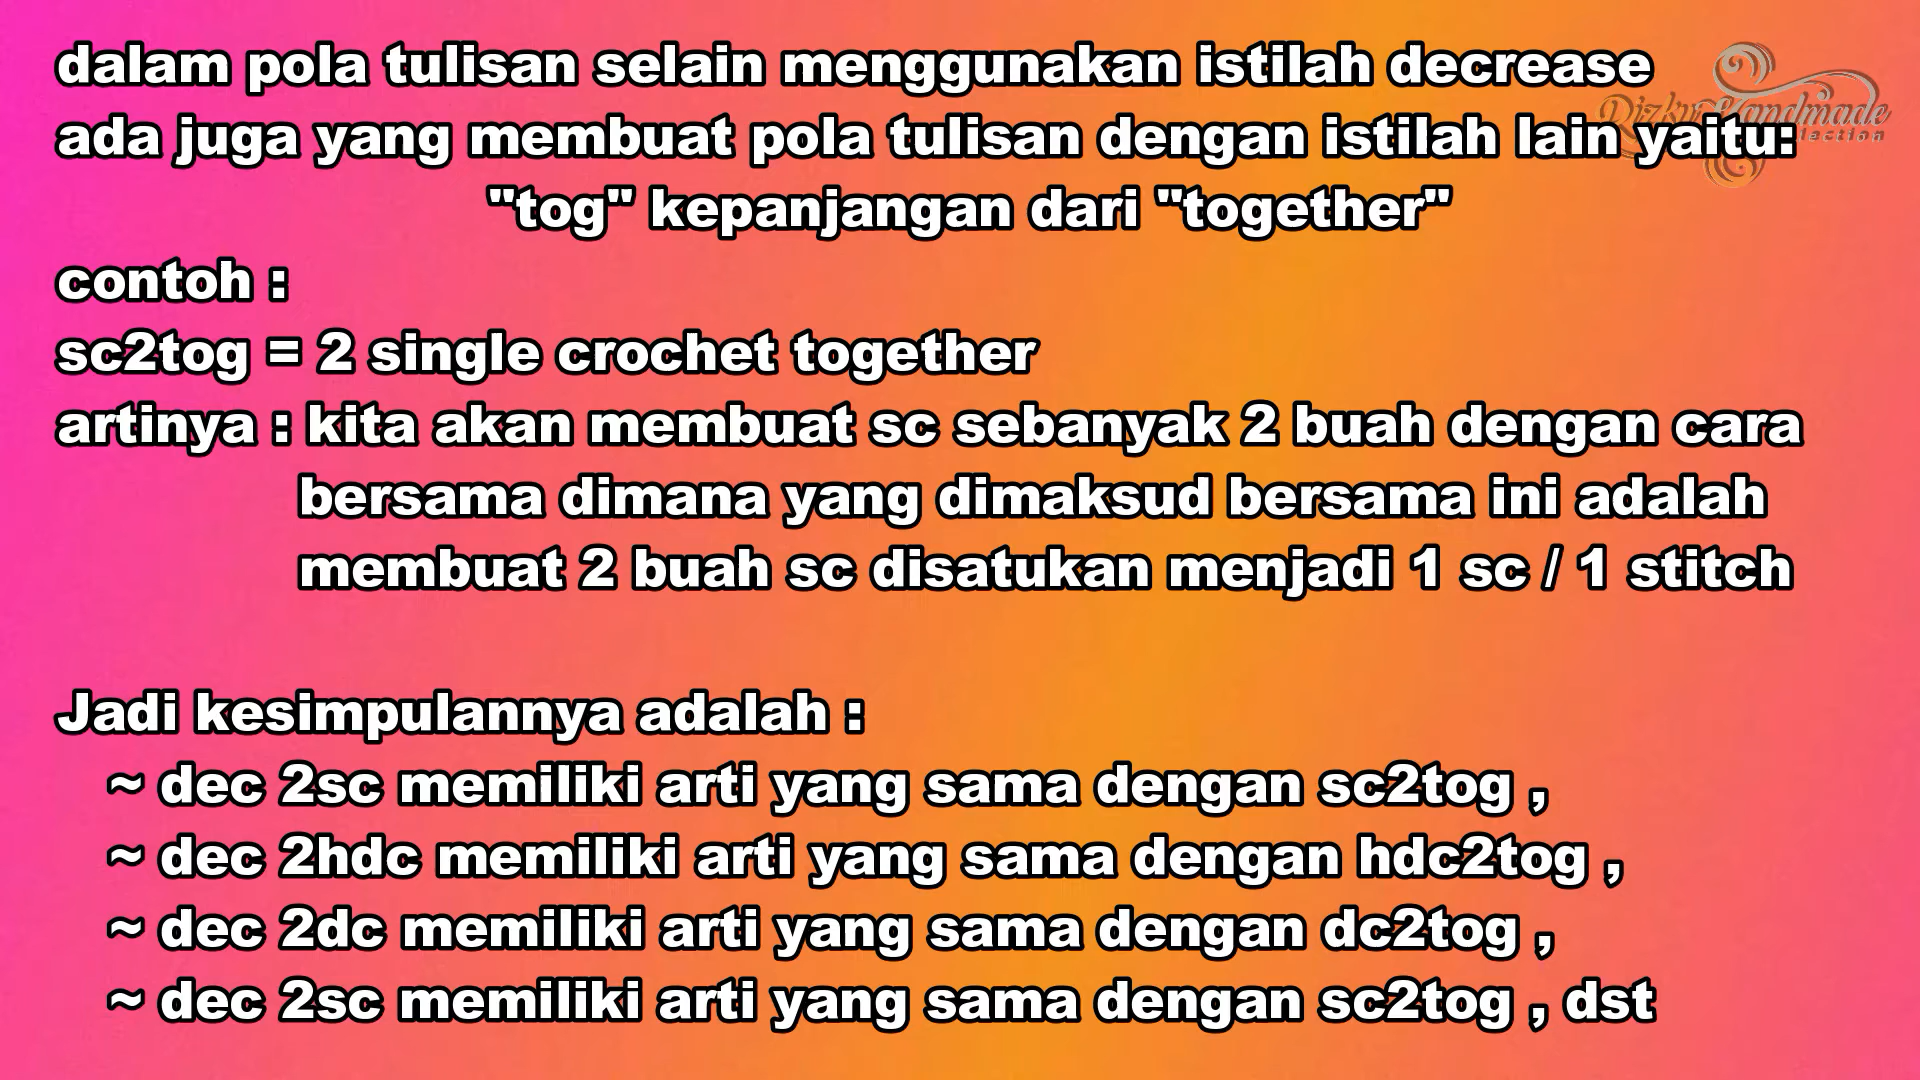 dalam pola tulisan selain menggunakan istilah decrease
ada juga yang membuat pola tulisan dengan istilah lain yaitu:
Rizky Handmade
"tog" kepanjangan dari "together"
contoh :
sc2tog = 2 single crochet together
artinya : kita akan membuat sc sebanyak 2 buah dengan cara
bersama dimana yang dimaksud bersama ini adalah
membuat 2 buah sc disatukan menjadi 1 sc / 1 stitch
Jadi kesimpulannya adalah :
~ dec 2sc memiliki arti yang sama dengan sc2tog ,
~ dec 2hdc memiliki arti yang sama dengan hdc2tog ,
~ dec 2dc memiliki arti yang sama dengan dc2tog ,
~ dec 2sc memiliki arti yang sama dengan sc2tog , dst